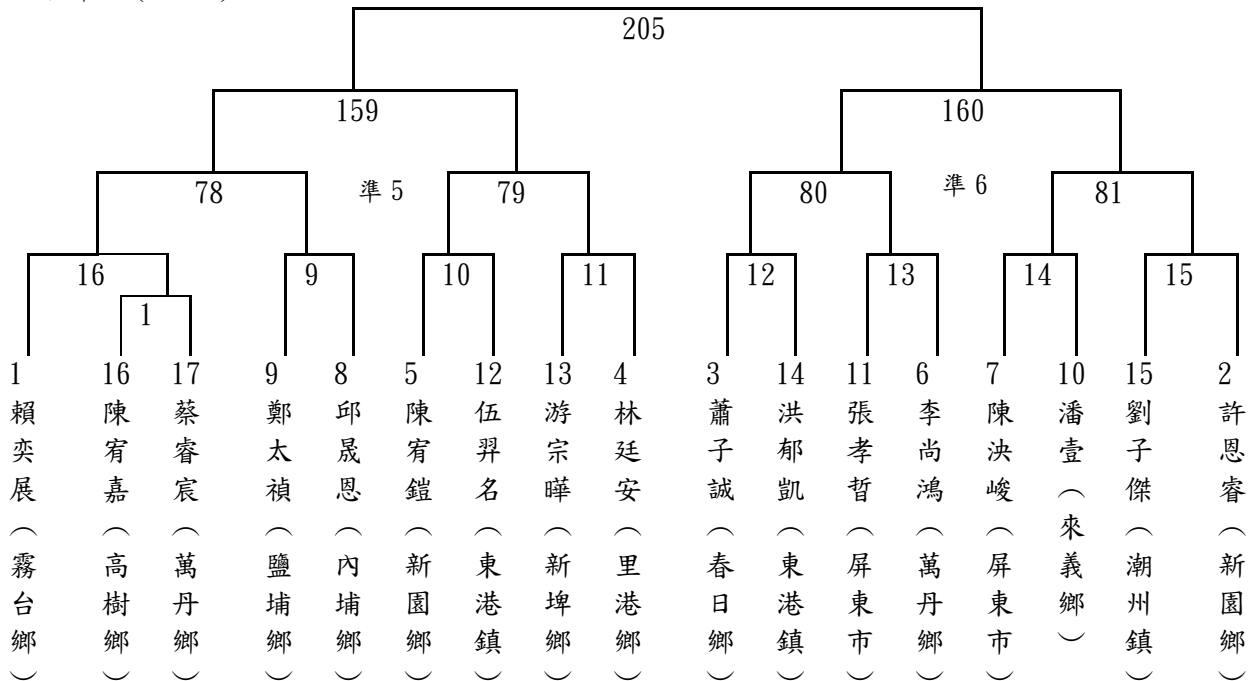 205
159 160
78 準 5 79 80 準 6 81
16 9 10 11 12 13 14 15
1
1 賴奕展（霧台鄉）
16 陳宥嘉（高樹鄉）
17 蔡睿宸（萬丹鄉）
9 鄭太禎（鹽埔鄉）
8 邱晟恩（內埔鄉）
5 陳宥鎧（新園鄉）
12 伍羿名（東港鎮）
13 游宗曄（新埤鄉）
4 林廷安（里港鄉）
3 蕭子誠（春日鄉）
14 洪郁凱（東港鎮）
11 張孝晢（屏東市）
6 李尚鴻（萬丹鄉）
7 陳泱峻（屏東市）
10 潘壹（來義鄉）
15 劉子傑（潮州鎮）
2 許恩睿（新園鄉）